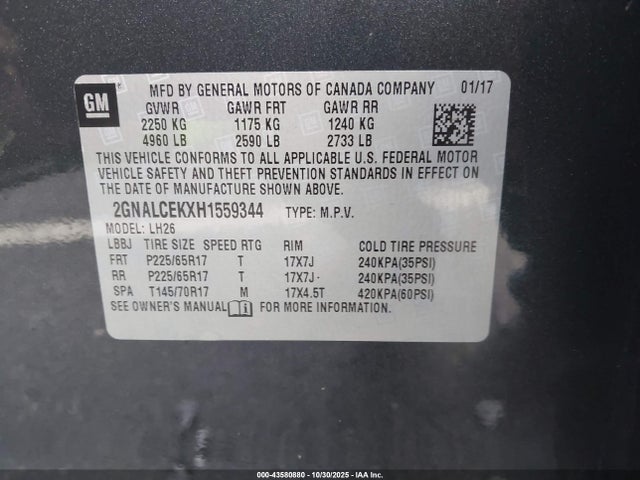 GM
MFD BY GENERAL MOTORS OF CANADA COMPANY 01/17
GVWR GAWR FRT GAWR RR
2250 KG 1175 KG 1240 KG
4960 LB 2590 LB 2733 LB
THIS VEHICLE CONFORMS TO ALL APPLICABLE U.S. FEDERAL MOTOR
VEHICLE SAFETY AND THEFT PREVENTION STANDARDS IN EFFECT ON
THE DATE OF MANUFACTURE SHOWN ABOVE.
2GNALCEKXH1559344 TYPE: M.P.V.
MODEL: LH26
LBBJ TIRE SIZE SPEED RTG RIM COLD TIRE PRESSURE
FRT P225/65R17 T 17X7J 240KPA(35PSI)
RR P225/65R17 T 17X7J 240KPA(35PSI)
SPA T145/70R17 M 17X4.5T 420KPA(60PSI)
SEE OWNER'S MANUAL FOR MORE INFORMATION.
000-43580880 - 10/30/2025 - IAA Inc.